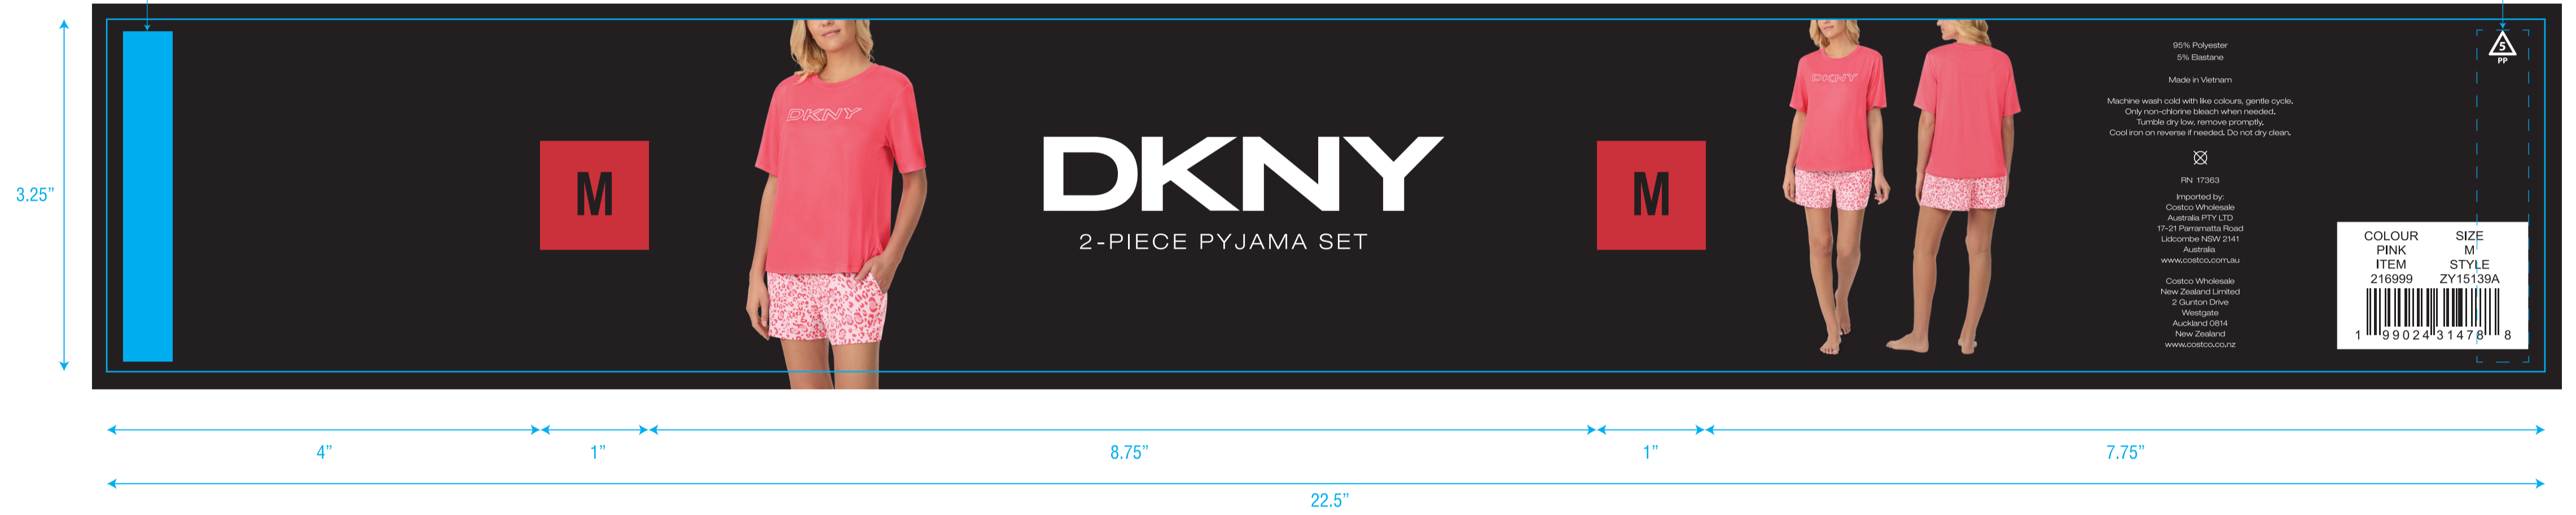 3.25”
M
DKNY
DKNY
2-PIECE PYJAMA SET
M
DKNY
95% Polyester
5% Elastane
Made in Vietnam
Machine wash cold with like colours, gentle cycle.
Only non-chlorine bleach when needed.
Tumble dry low, remove promptly.
Cool iron on reverse if needed. Do not dry clean.
RN 17363
Imported by:
Costco Wholesale
Australia PTY LTD
17-21 Parramatta Road
Lidcombe NSW 2141
Australia
www.costco.com.au
Costco Wholesale
New Zealand Limited
2 Gunton Drive
Westgate
Auckland 0814
New Zealand
www.costco.co.nz
5
PP
COLOUR SIZE
PINK M
ITEM STYLE
216999 ZY15139A
1 99024 31478 8
4” 1” 8.75” 1” 7.75”
22.5”